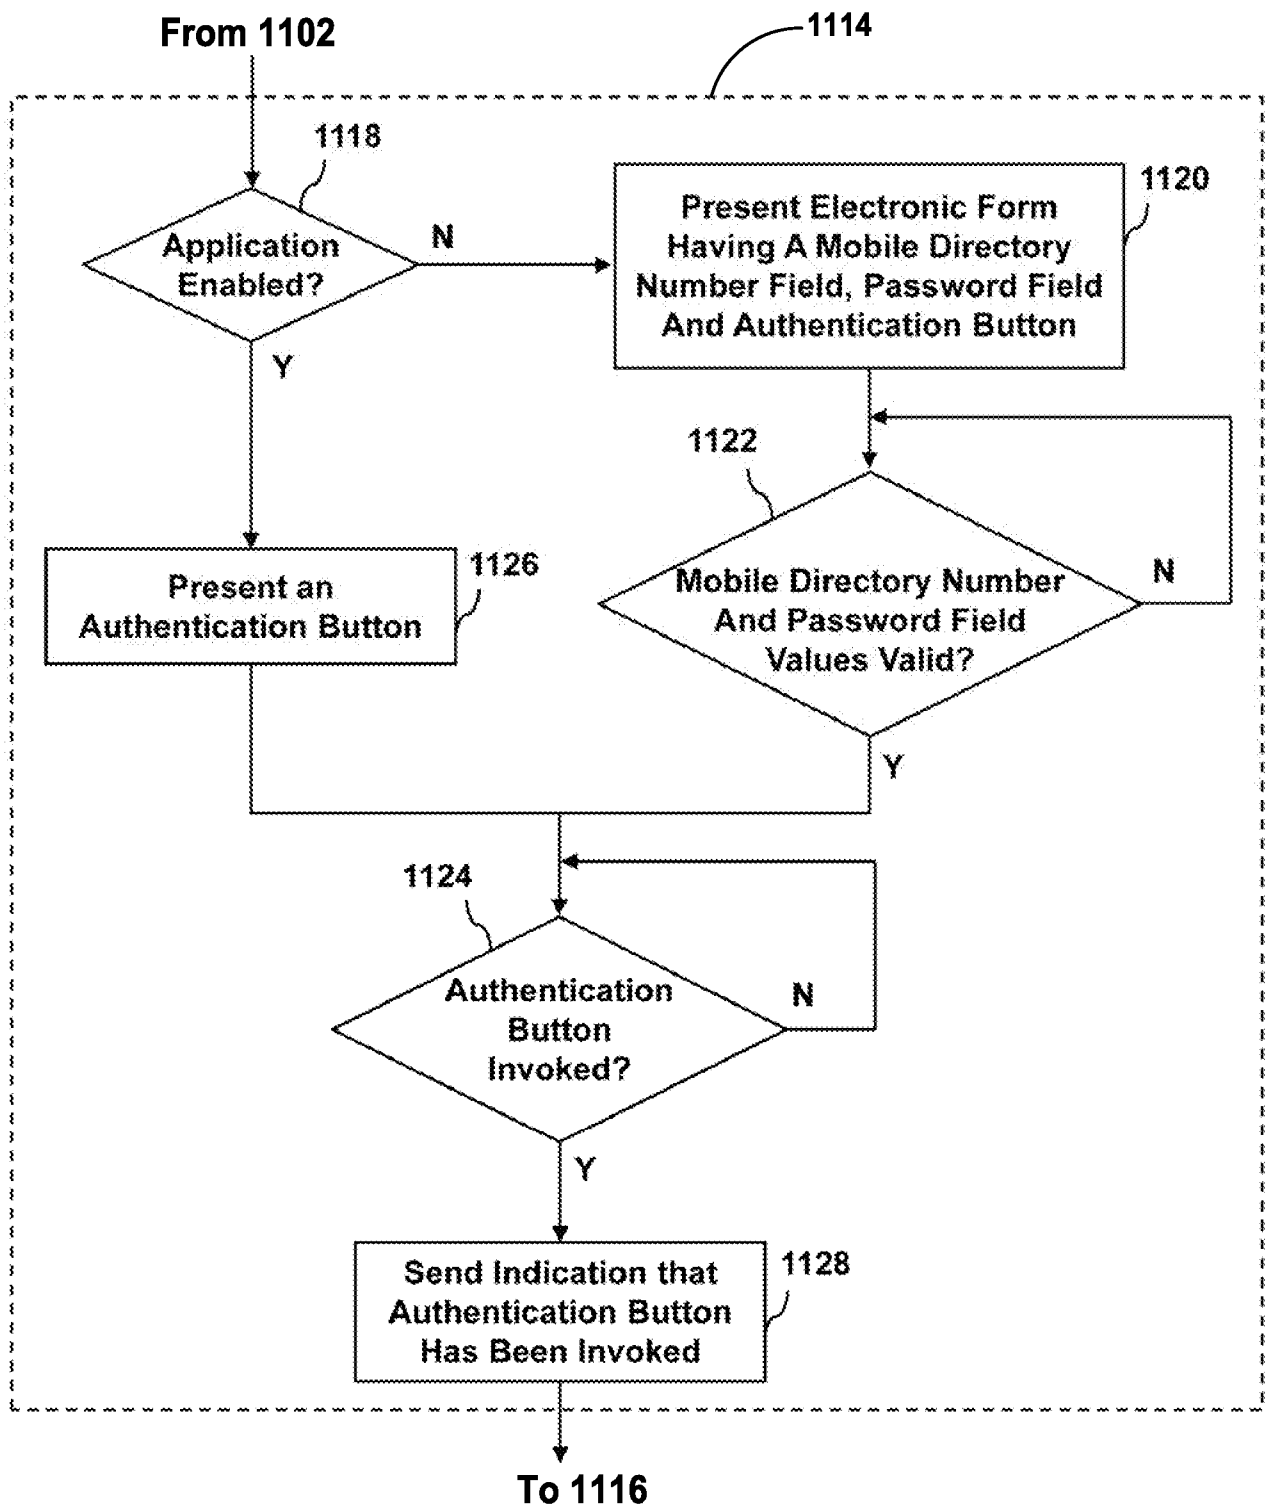 From 1102
1114
1118
Application
Enabled?
N
Y
1120
Present Electronic Form
Having A Mobile Directory
Number Field, Password Field
And Authentication Button
1122
Mobile Directory Number
And Password Field
Values Valid?
N
Y
1126
Present an
Authentication Button
1124
Authentication
Button
Invoked?
N
Y
1128
Send Indication that
Authentication Button
Has Been Invoked
To 1116